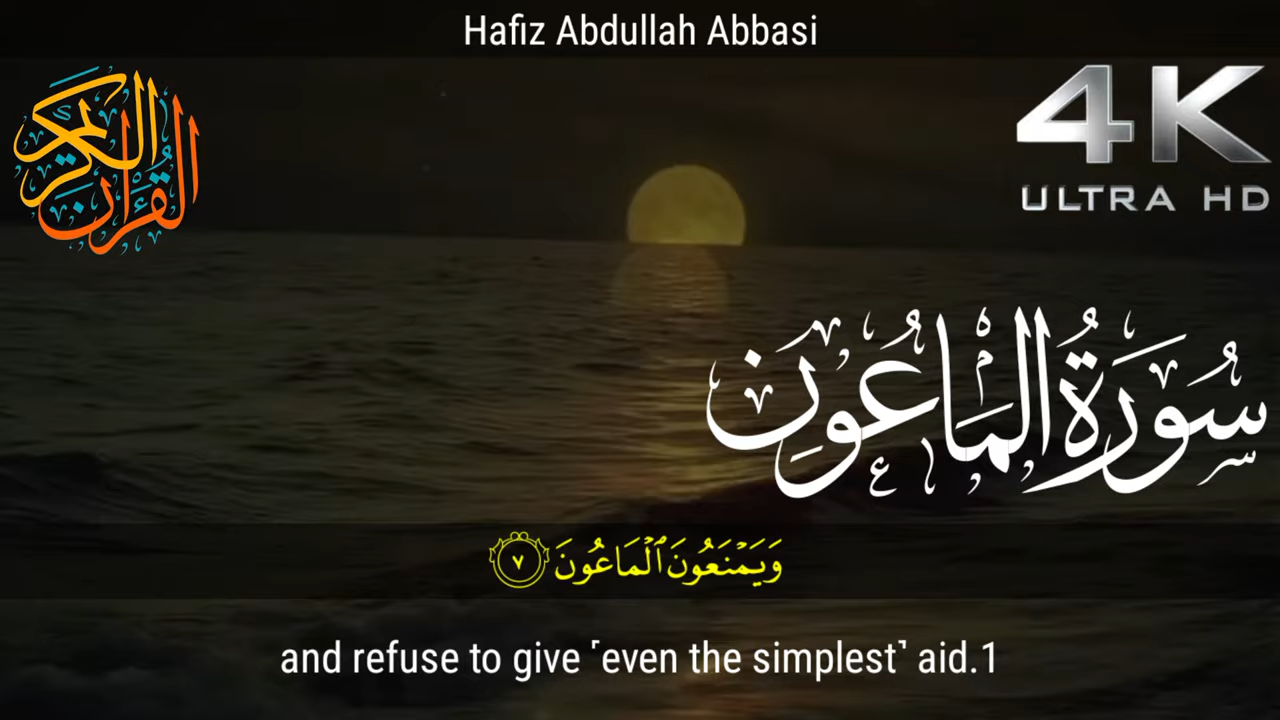 Hafiz Abdullah Abbasi
القرآن الكريم
4K
ULTRA HD
سُورَةُ المَاعُونِ
وَيَمْنَعُونَ ٱلْمَاعُونَ ٧
and refuse to give ˹even the simplest˺ aid.1